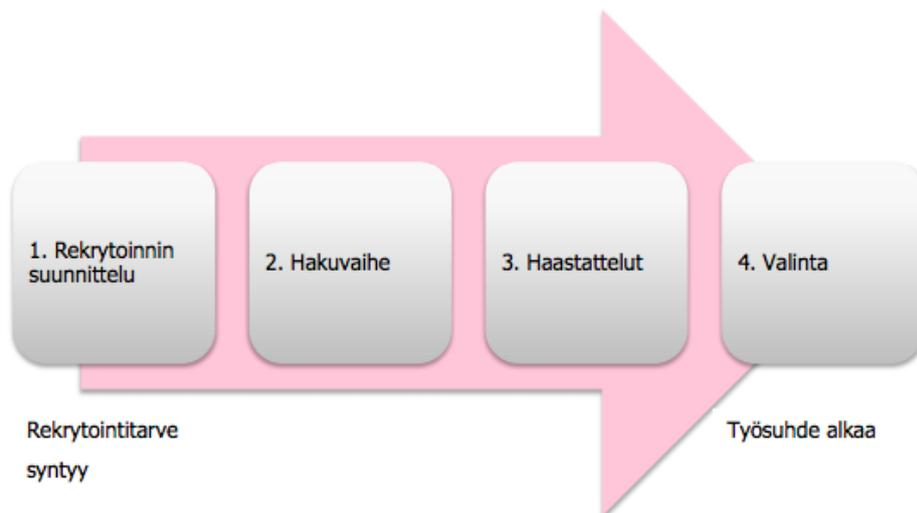 1. Rekrytoinnin
suunnittelu
2. Hakuvaihe
3. Haastattelut
4. Valinta
Rekrytointitarve
syntyy
Työsuhde alkaa